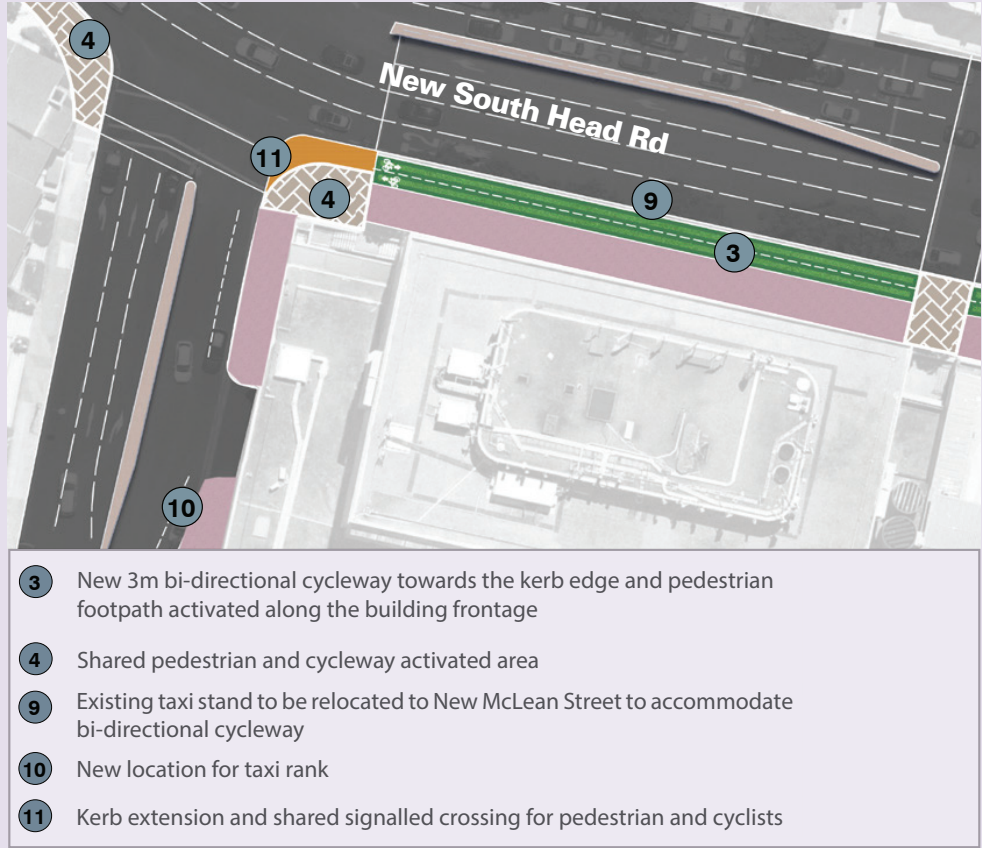 4
New South Head Rd
11
4
9
3
10
3 New 3m bi-directional cycleway towards the kerb edge and pedestrian
footpath activated along the building frontage
4 Shared pedestrian and cycleway activated area
9 Existing taxi stand to be relocated to New McLean Street to accommodate
bi-directional cycleway
10 New location for taxi rank
11 Kerb extension and shared signalled crossing for pedestrian and cyclists